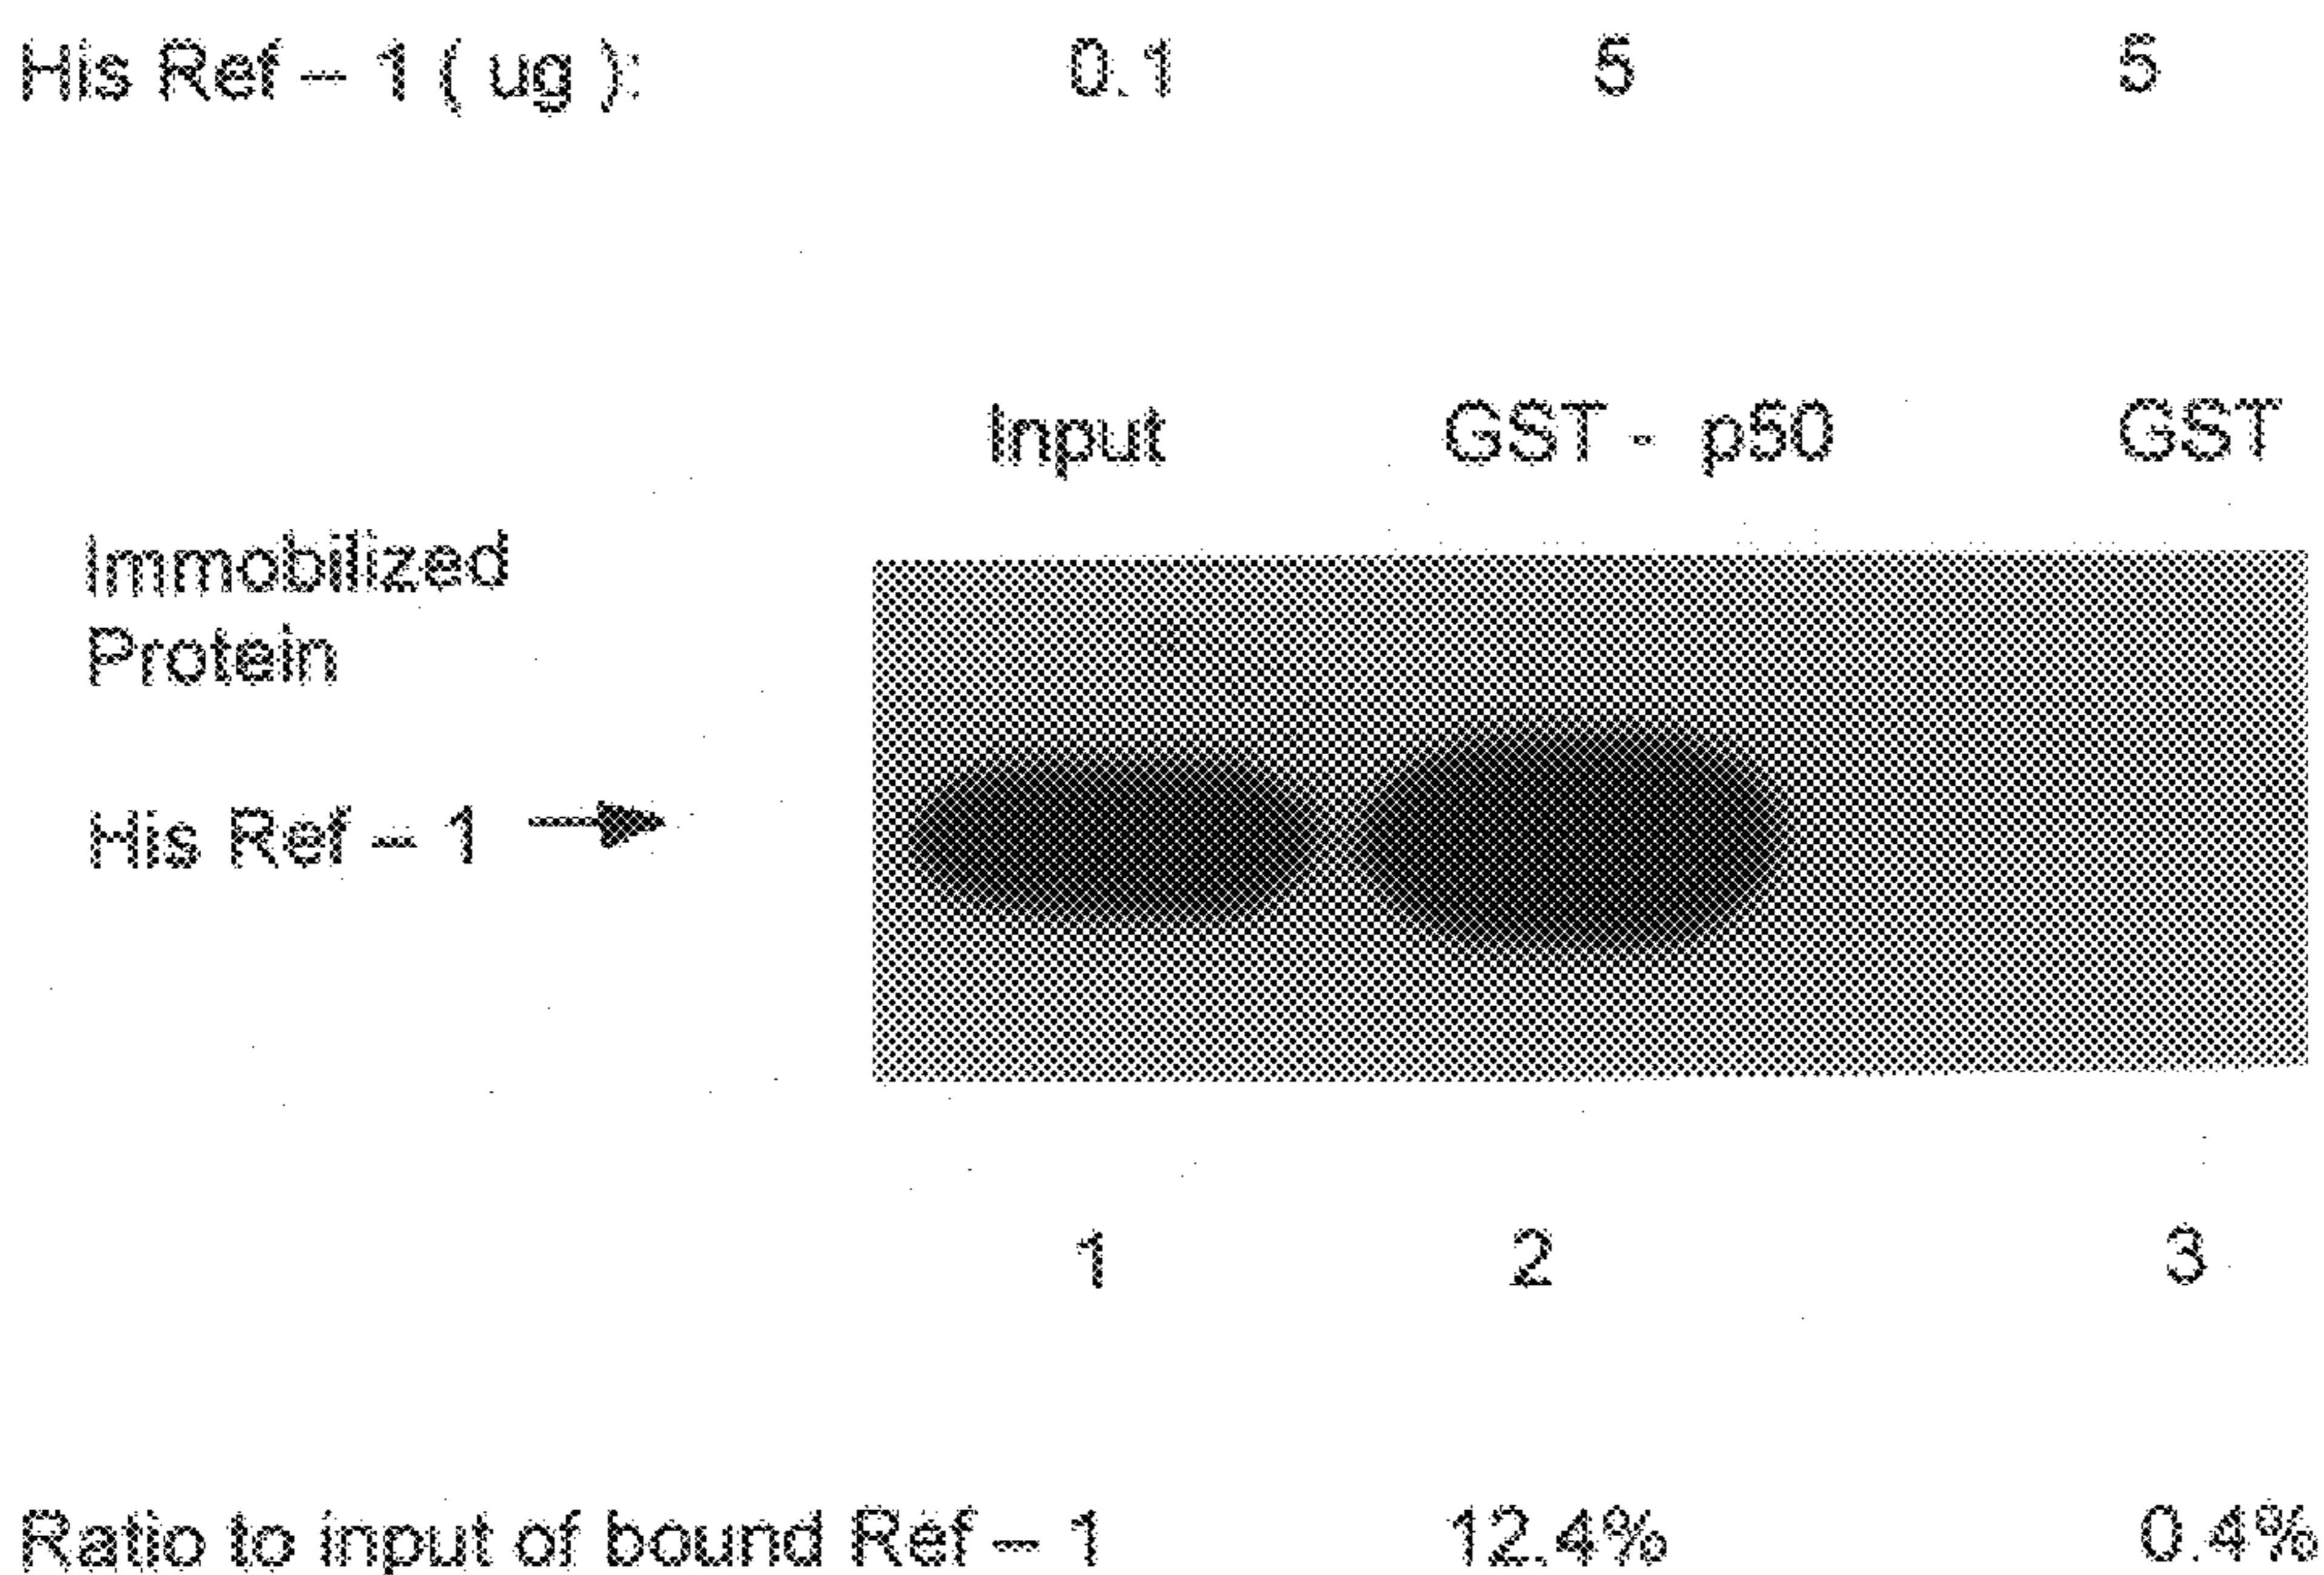 His Ref – 1 ( ug ): 0.1 5 5
Input GST - p50 GST
Immobilized
Protein
His Ref – 1
1 2 3
Ratio to input of bound Ref – 1 12.4% 0.4%